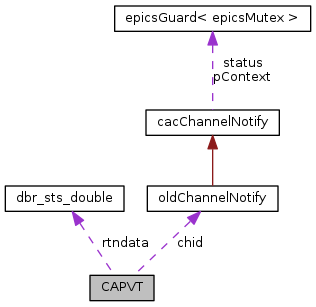 epicsGuard< epicsMutex >
status
pContext
cacChannelNotify
dbr_sts_double
oldChannelNotify
rtndata
chid
CAPVT